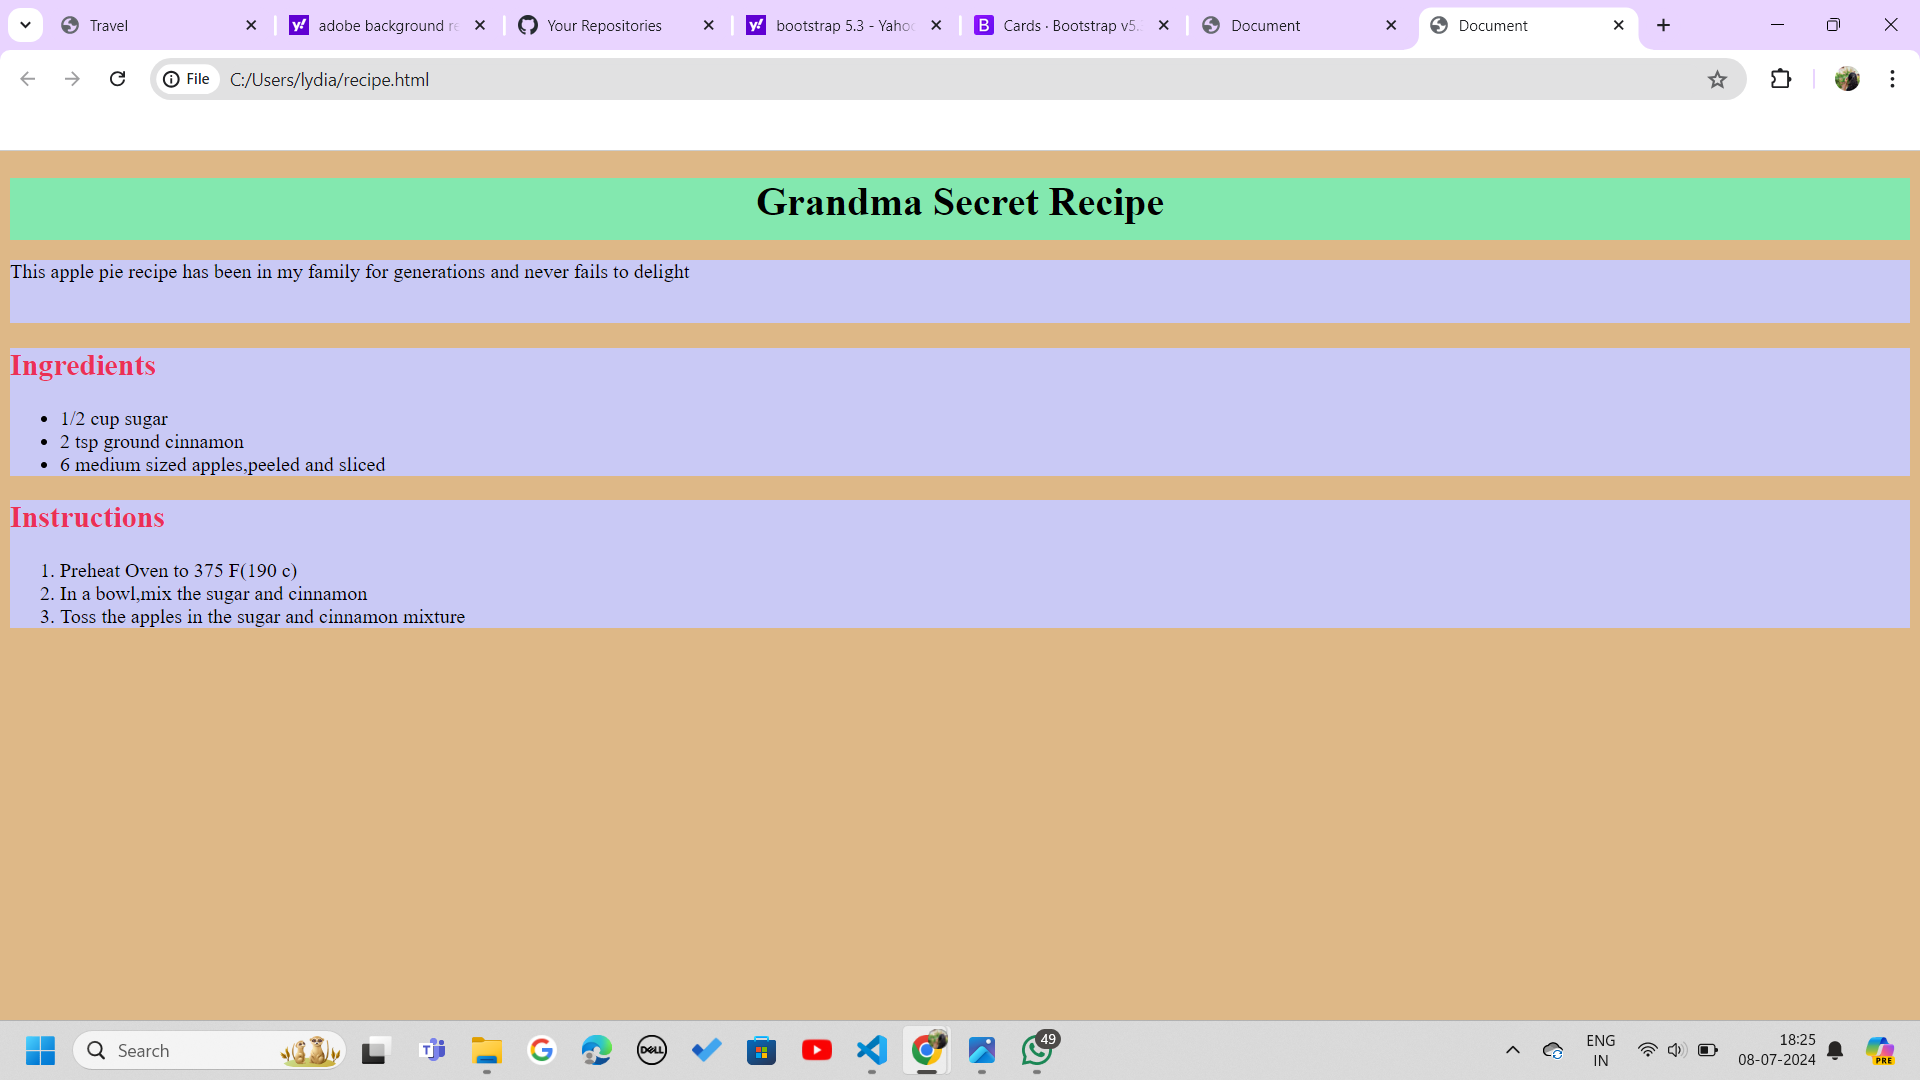 Travel
adobe background re
Your Repositories
bootstrap 5.3 - Yahoo
Cards · Bootstrap v5.
Document
Document
File
C:/Users/lydia/recipe.html
Grandma Secret Recipe
This apple pie recipe has been in my family for generations and never fails to delight
Ingredients
• 1/2 cup sugar
• 2 tsp ground cinnamon
• 6 medium sized apples,peeled and sliced
Instructions
1. Preheat Oven to 375 F(190 c)
2. In a bowl,mix the sugar and cinnamon
3. Toss the apples in the sugar and cinnamon mixture
Search
DELL
49
ENG
IN
18:25
08-07-2024
PRE